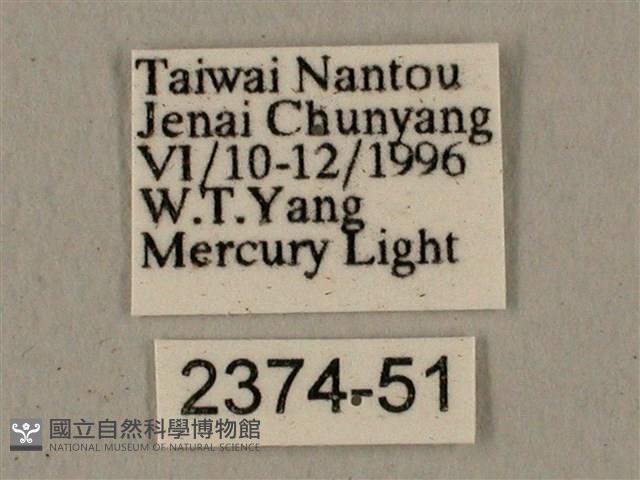 Taiwai Nantou
Jenai Chunyang
VI/10-12/1996
W.T.Yang
Mercury Light
2374-51
國立自然科學博物館
NATIONAL MUSEUM OF NATURAL SCIENCE